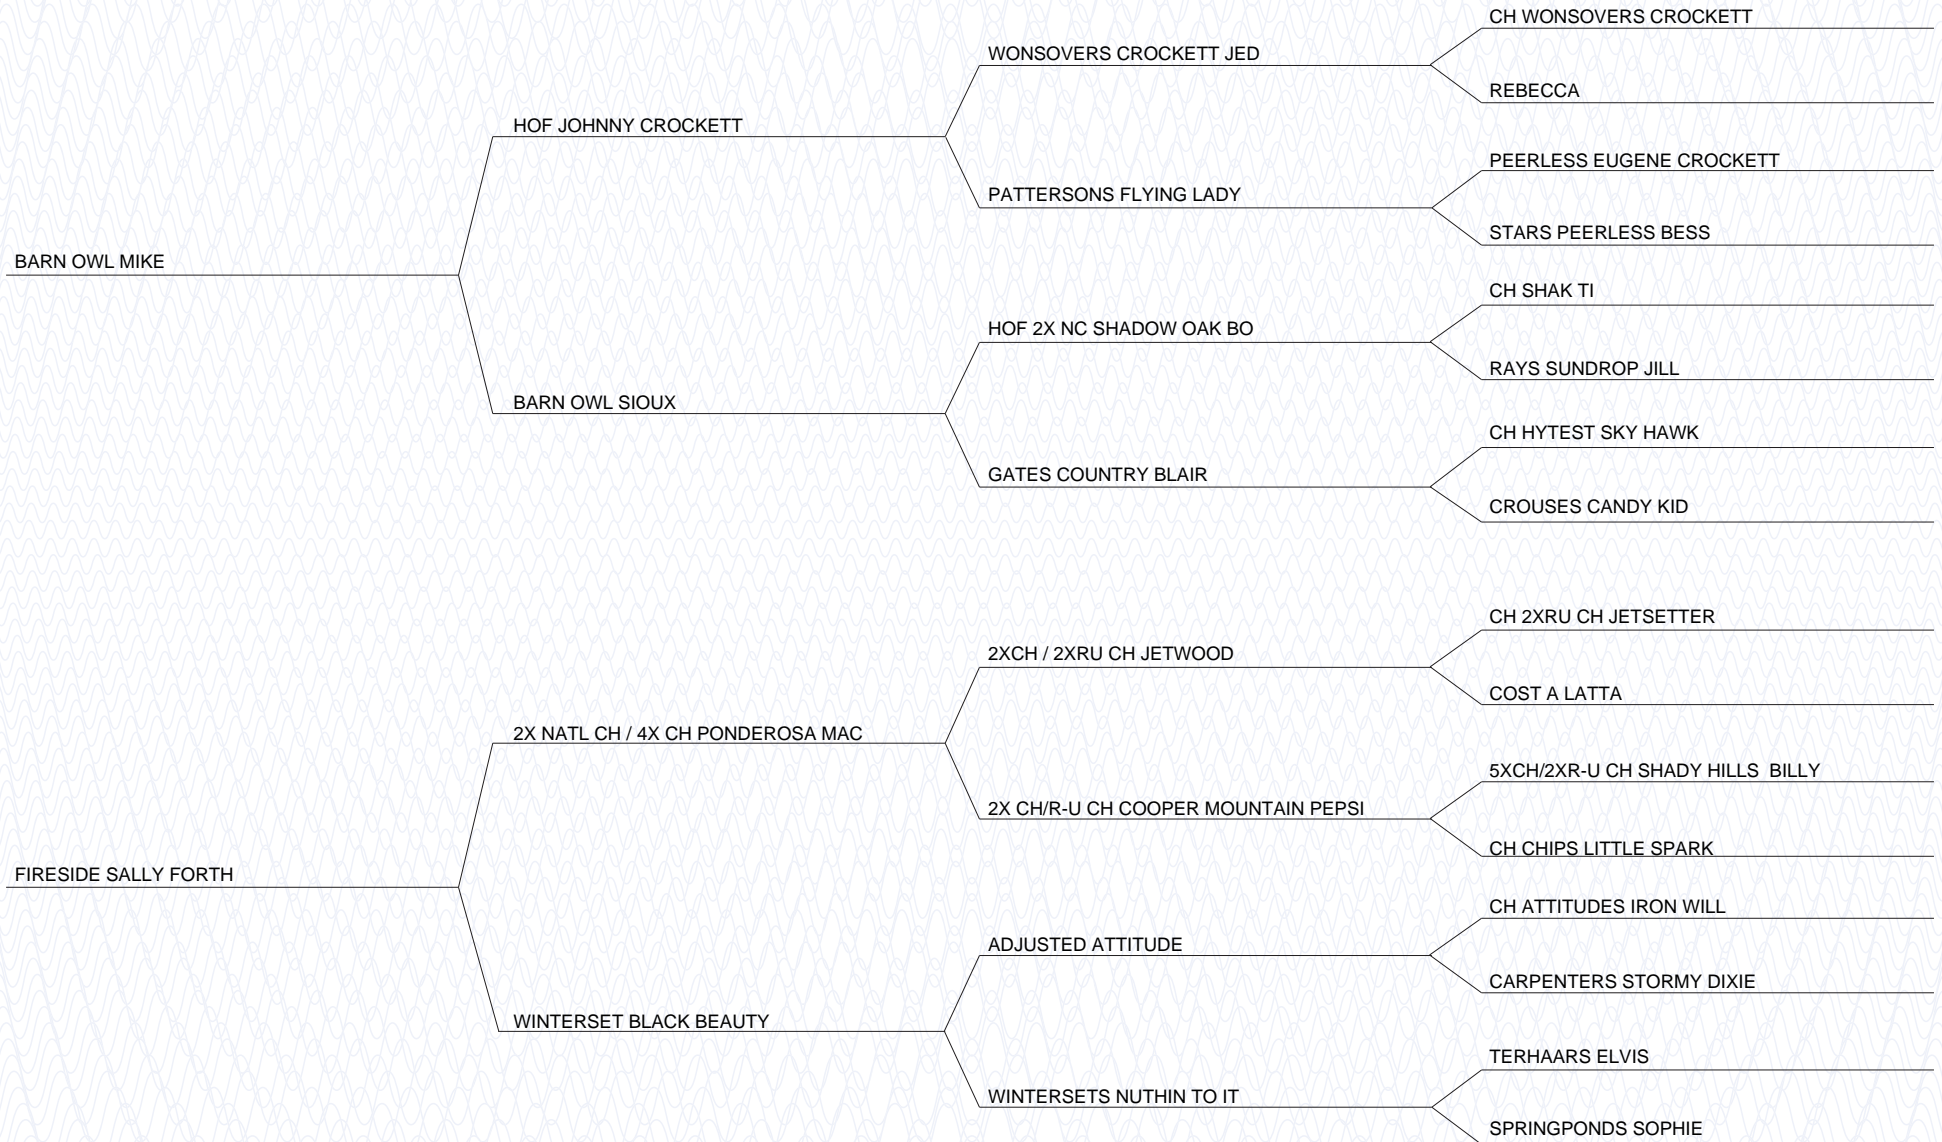 CH WONSOVERS CROCKETT
WONSOVERS CROCKETT JED
REBECCA
HOF JOHNNY CROCKETT
PEERLESS EUGENE CROCKETT
PATTERSONS FLYING LADY
STARS PEERLESS BESS
BARN OWL MIKE
CH SHAK TI
HOF 2X NC SHADOW OAK BO
RAYS SUNDROP JILL
BARN OWL SIOUX
CH HYTEST SKY HAWK
GATES COUNTRY BLAIR
CROUSES CANDY KID
CH 2XRU CH JETSETTER
2XCH / 2XRU CH JETWOOD
COST A LATTA
2X NATL CH / 4X CH PONDEROSA MAC
5XCH/2XR-U CH SHADY HILLS  BILLY
2X CH/R-U CH COOPER MOUNTAIN PEPSI
CH CHIPS LITTLE SPARK
FIRESIDE SALLY FORTH
CH ATTITUDES IRON WILL
ADJUSTED ATTITUDE
CARPENTERS STORMY DIXIE
WINTERSET BLACK BEAUTY
TERHAARS ELVIS
WINTERSETS NUTHIN TO IT
SPRINGPONDS SOPHIE